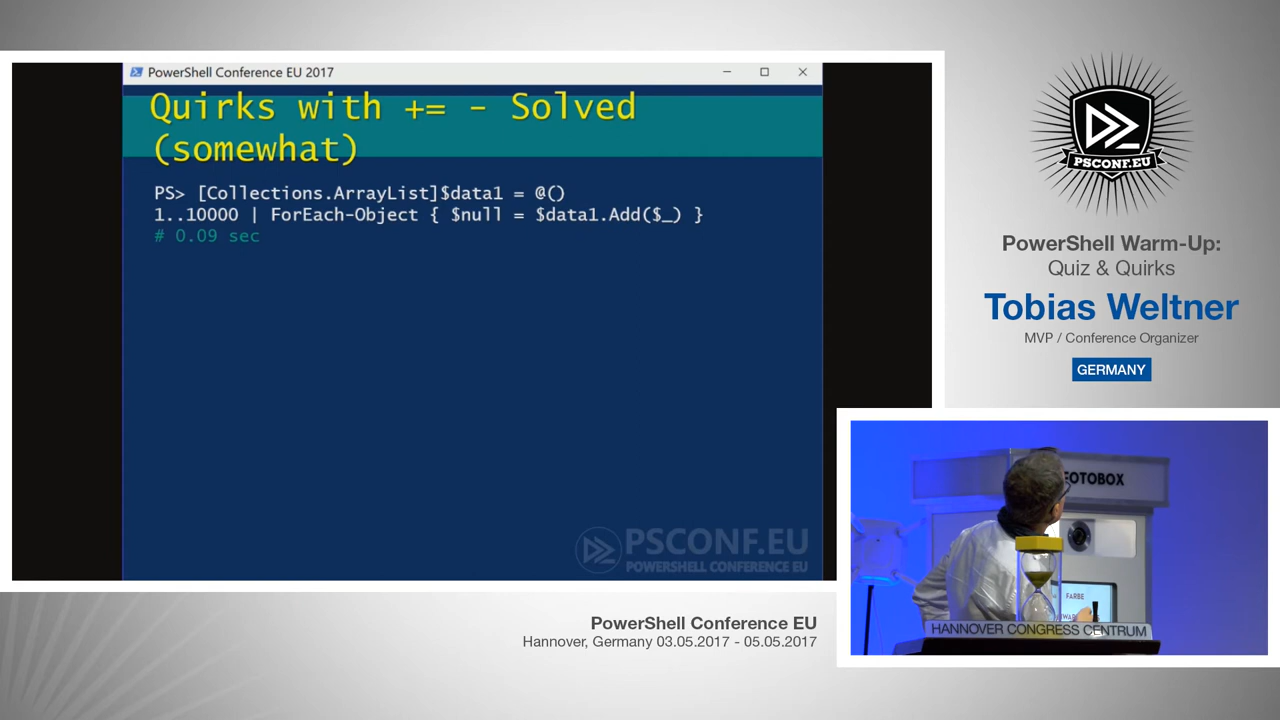 PowerShell Conference EU 2017
Quirks with += - Solved
(somewhat)
PS> [Collections.ArrayList]$data1 = @()
1..10000 | ForEach-Object { $null = $data1.Add($_) }
# 0.09 sec
PSCONF.EU
POWERSHELL CONFERENCE EU
PSCONF.EU
PowerShell Warm-Up:
Quiz & Quirks
Tobias Weltner
MVP / Conference Organizer
GERMANY
FOTOBOX
FARBE
HANNOVER CONGRESS CENTRUM
PowerShell Conference EU
Hannover, Germany 03.05.2017 - 05.05.2017